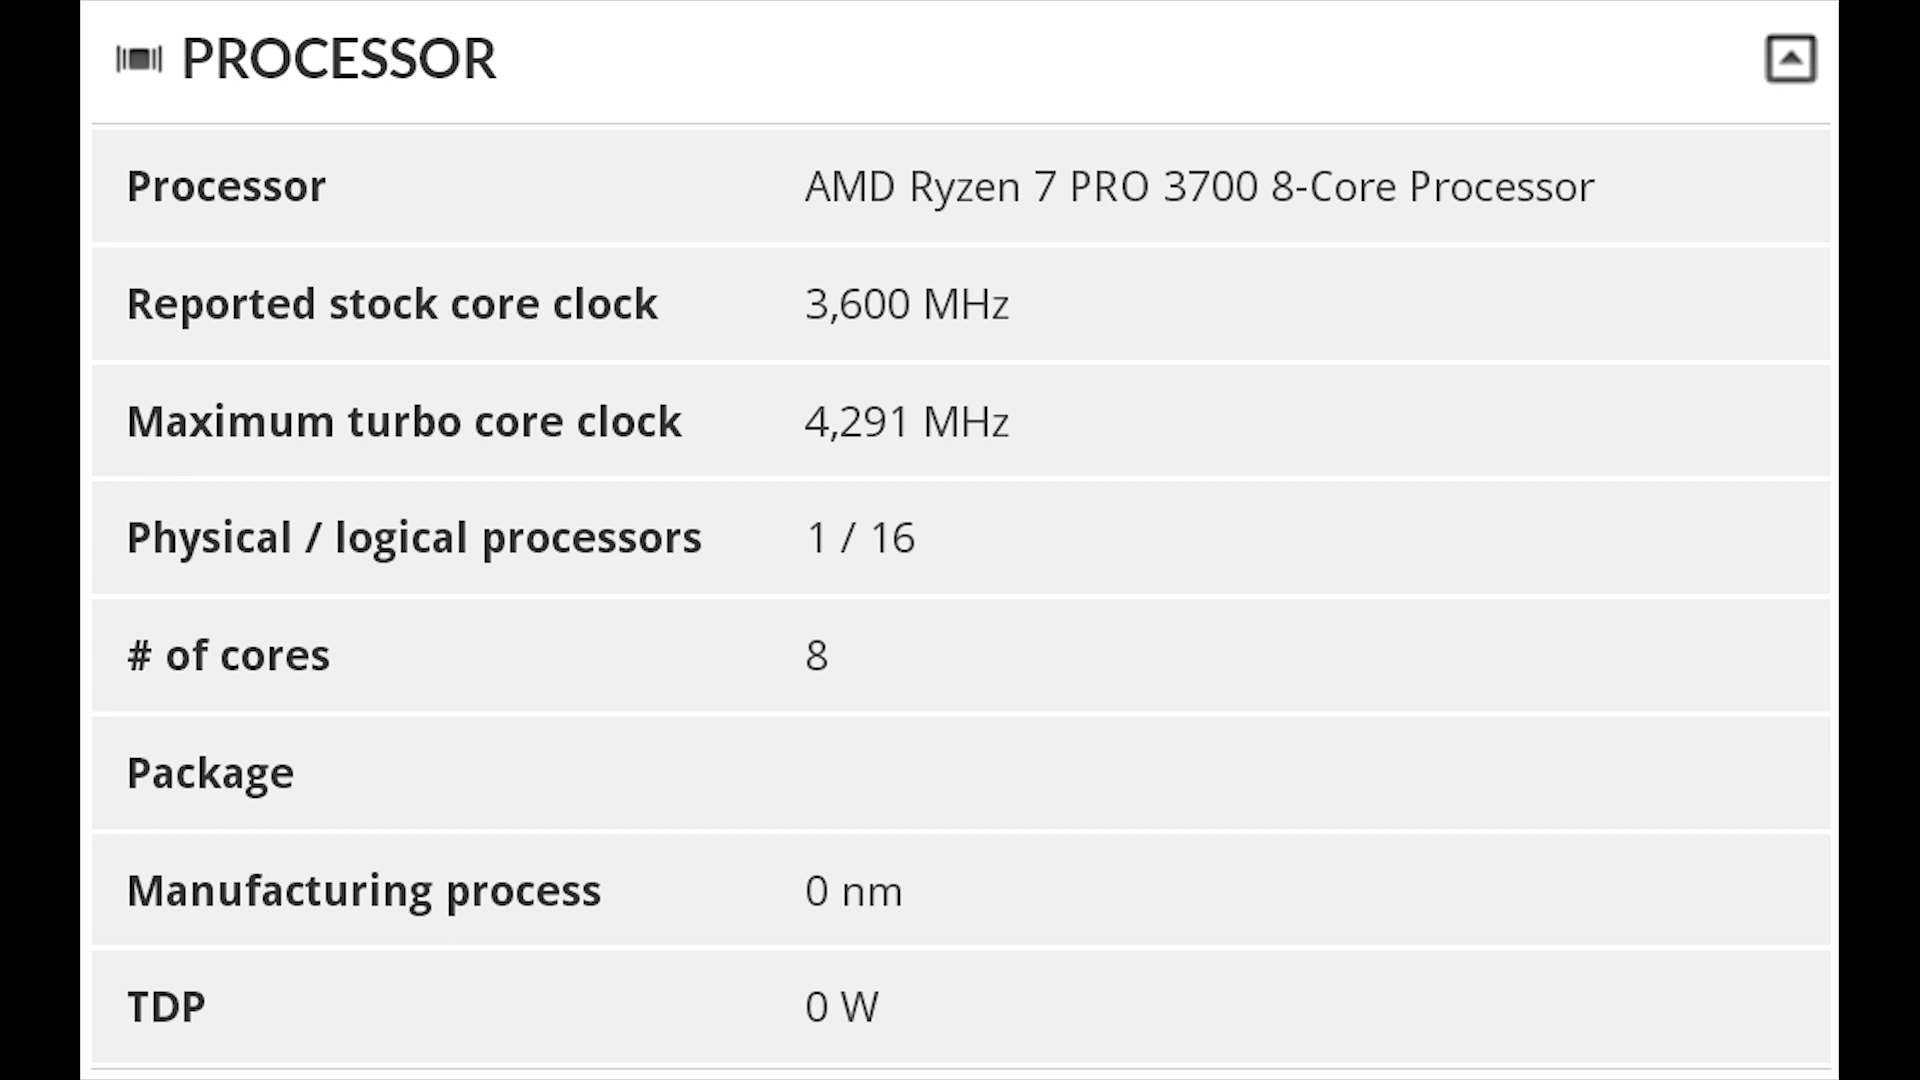 PROCESSOR
Processor AMD Ryzen 7 PRO 3700 8-Core Processor
Reported stock core clock 3,600 MHz
Maximum turbo core clock 4,291 MHz
Physical / logical processors 1 / 16
# of cores 8
Package
Manufacturing process 0 nm
TDP 0 W